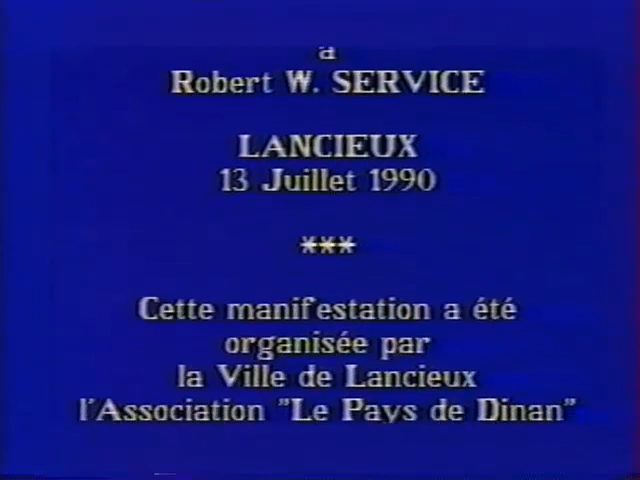 à
Robert W. SERVICE
LANCIEUX
13 Juillet 1990
***
Cette manifestation a été
organisée par
la Ville de Lancieux
l'Association "Le Pays de Dinan"